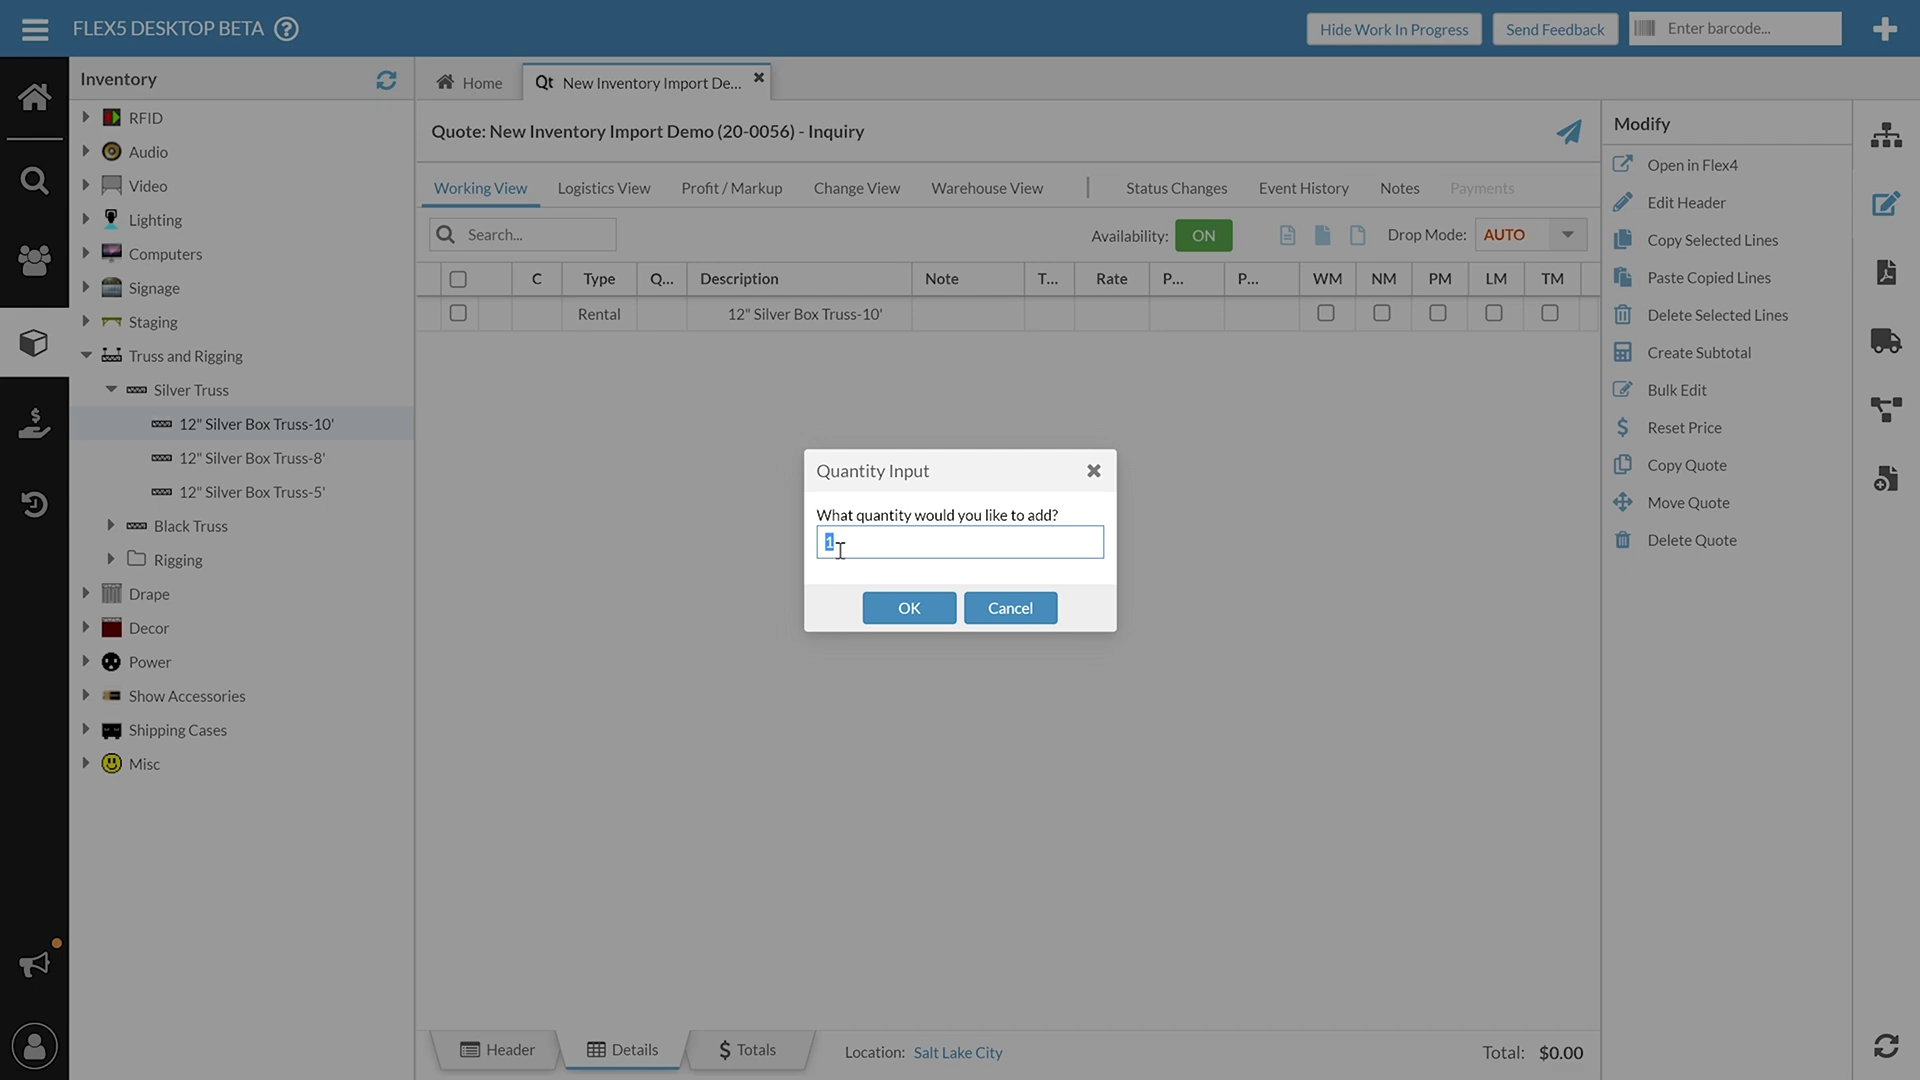 FLEX5 DESKTOP BETA ?
Hide Work In Progress
Send Feedback
Enter barcode...
Inventory
Home
Qt New Inventory Import De...
RFID
Audio
Video
Lighting
Computers
Signage
Staging
Truss and Rigging
Silver Truss
12" Silver Box Truss-10'
12" Silver Box Truss-8'
12" Silver Box Truss-5'
Black Truss
Rigging
Drape
Decor
Power
Show Accessories
Shipping Cases
Misc
Quote: New Inventory Import Demo (20-0056) - Inquiry
Working View Logistics View Profit / Markup Change View Warehouse View | Status Changes Event History Notes Payments
Search...
Availability: ON
Drop Mode: AUTO
C Type Q... Description Note T... Rate P... P... WM NM PM LM TM
Rental 12" Silver Box Truss-10'
Quantity Input
What quantity would you like to add?
1
OK Cancel
Modify
Open in Flex4
Edit Header
Copy Selected Lines
Paste Copied Lines
Delete Selected Lines
Create Subtotal
Bulk Edit
Reset Price
Copy Quote
Move Quote
Delete Quote
Header Details $ Totals Location: Salt Lake City Total: $0.00